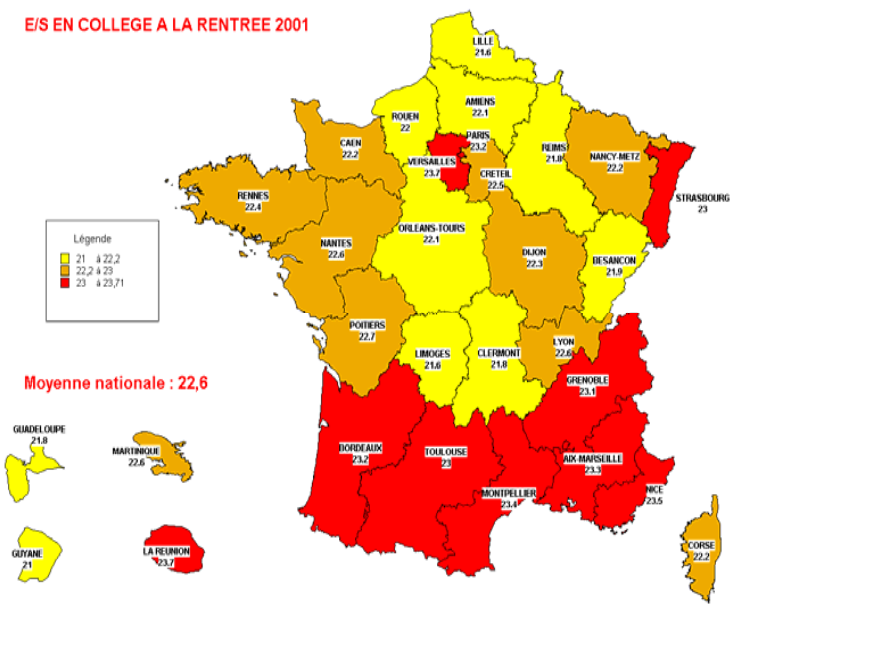 E/S EN COLLEGE A LA RENTREE 2001
LILLE
21.6
AMIENS
22.1
ROUEN
22
PARIS
23.2
CAEN
22.2
REIMS
21.8
NANCY-METZ
22.2
VERSAILLES
23.7
CRETEIL
22.5
STRASBOURG
23
RENNES
22.4
ORLEANS-TOURS
22.1
NANTES
22.6
DIJON
22.3
BESANCON
21.9
Légende
21 à 22,2
22,2 à 23
23 à 23,71
POITIERS
22.7
LIMOGES
21.6
CLERMONT
21.8
LYON
22.6
GRENOBLE
23.1
Moyenne nationale : 22,6
GUADELOUPE
21.8
MARTINIQUE
22.6
BORDEAUX
23.2
TOULOUSE
23
AIX-MARSEILLE
23.3
MONTPELLIER
23.4
NICE
23.5
GUYANE
21
LA REUNION
23.7
CORSE
22.2